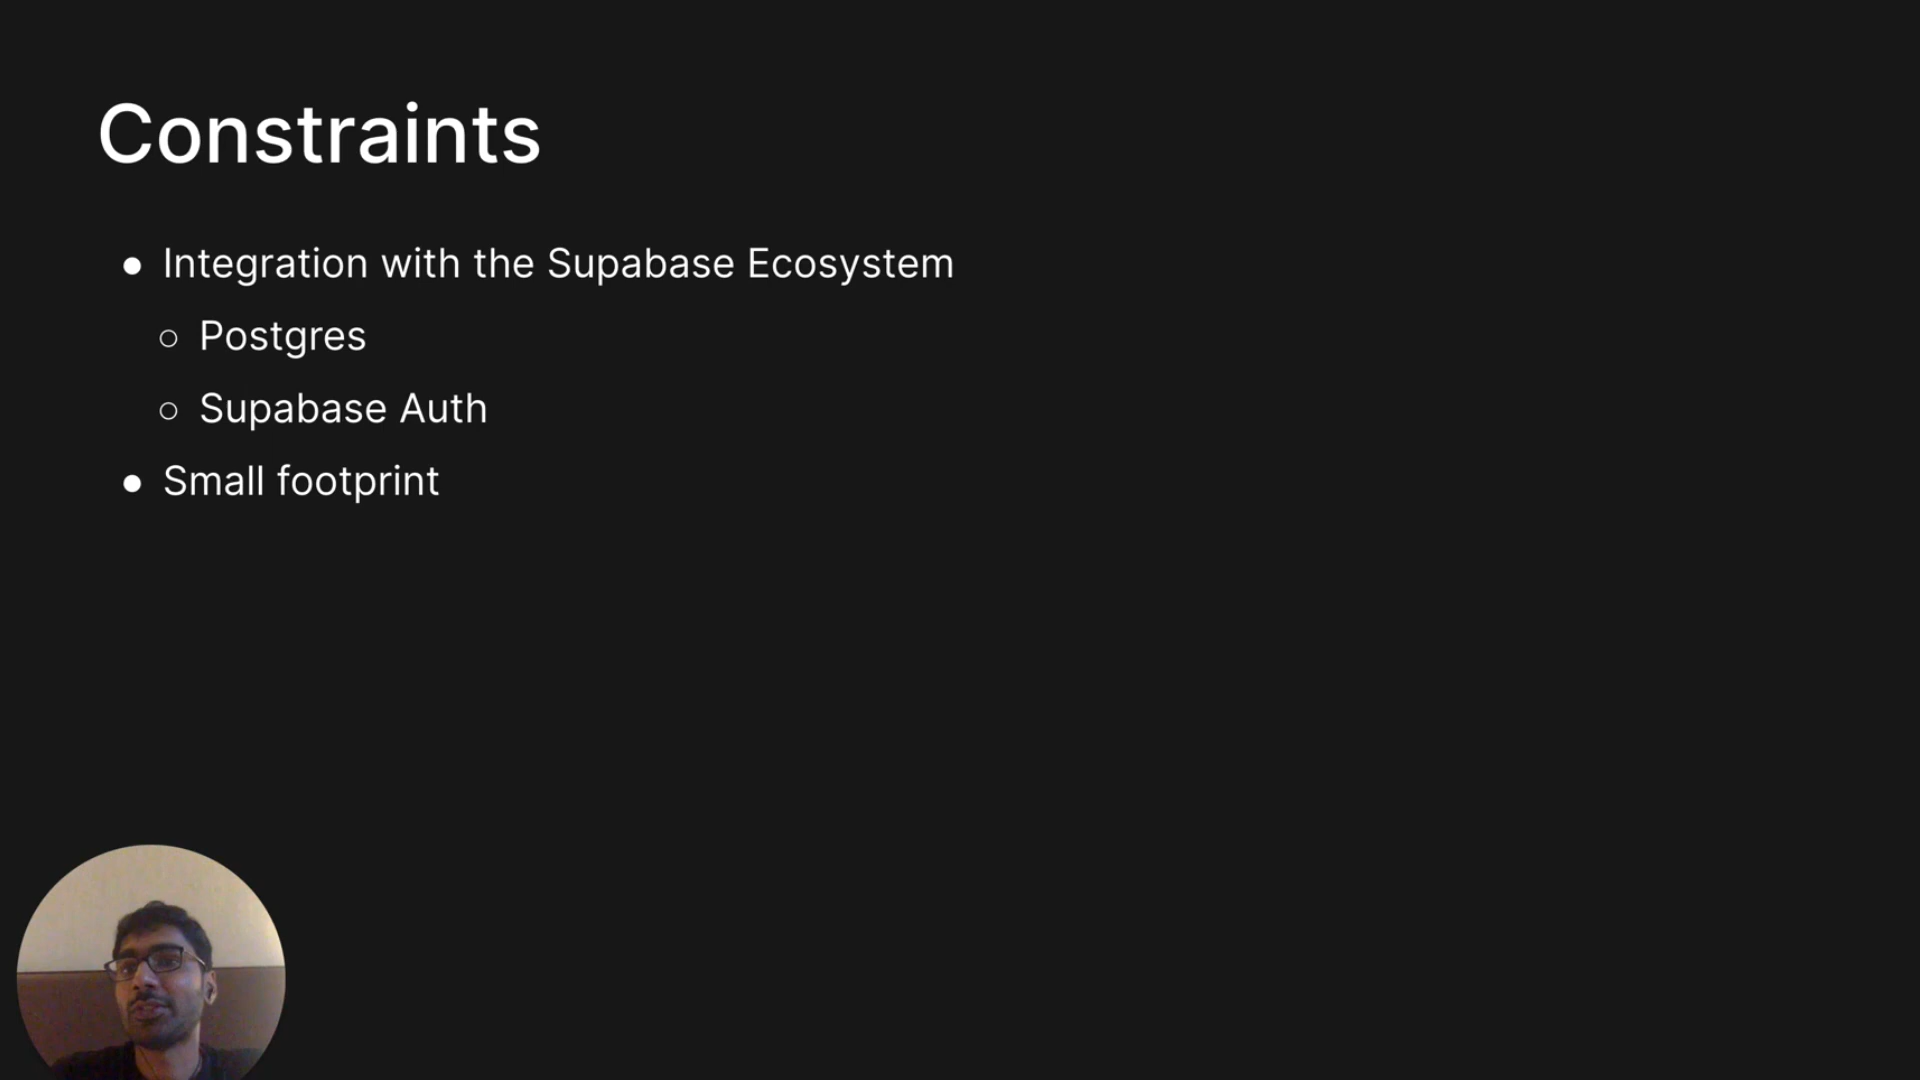 Constraints
● Integration with the Supabase Ecosystem
○ Postgres
○ Supabase Auth
● Small footprint